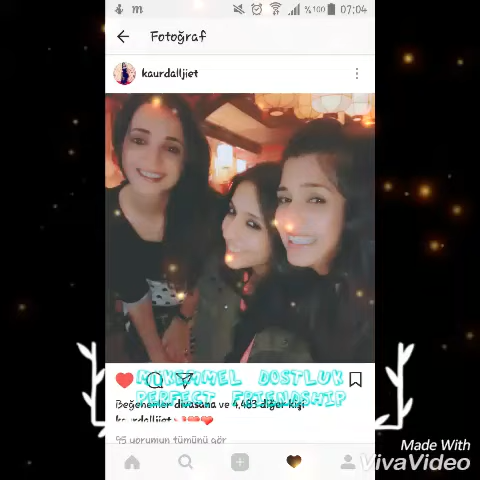 m %100 07:04
Fotoğraf
kaurdalljiet
MÜKEMMEL DOSTLUK
PERFECT FRIENDSHIP
Beğenenler divasana ve 4,483 diğer kişi
kaurdalljiet
95 yorumun tümünü gör
Made With
VivaVideo